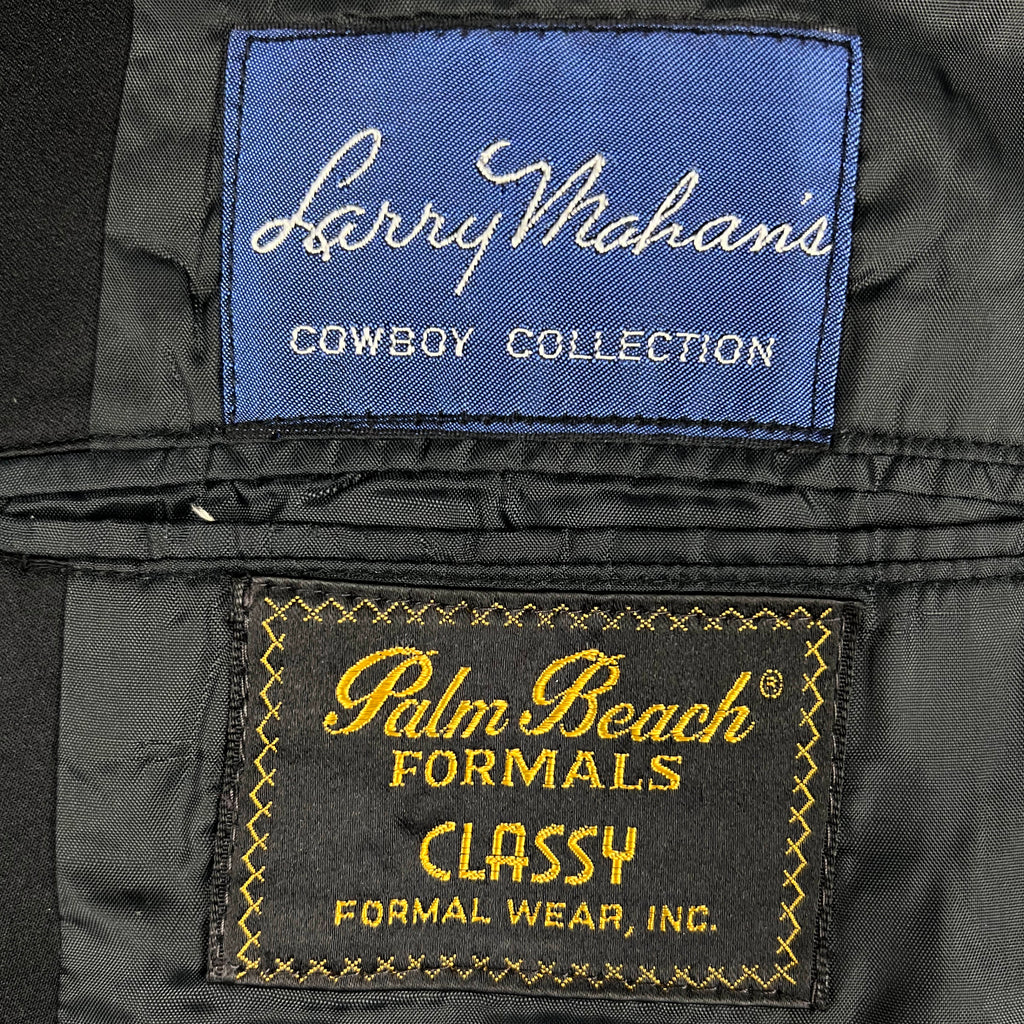 Larry Mahan's
COWBOY COLLECTION
Palm Beach®
FORMALS
CLASSY
FORMAL WEAR, INC.